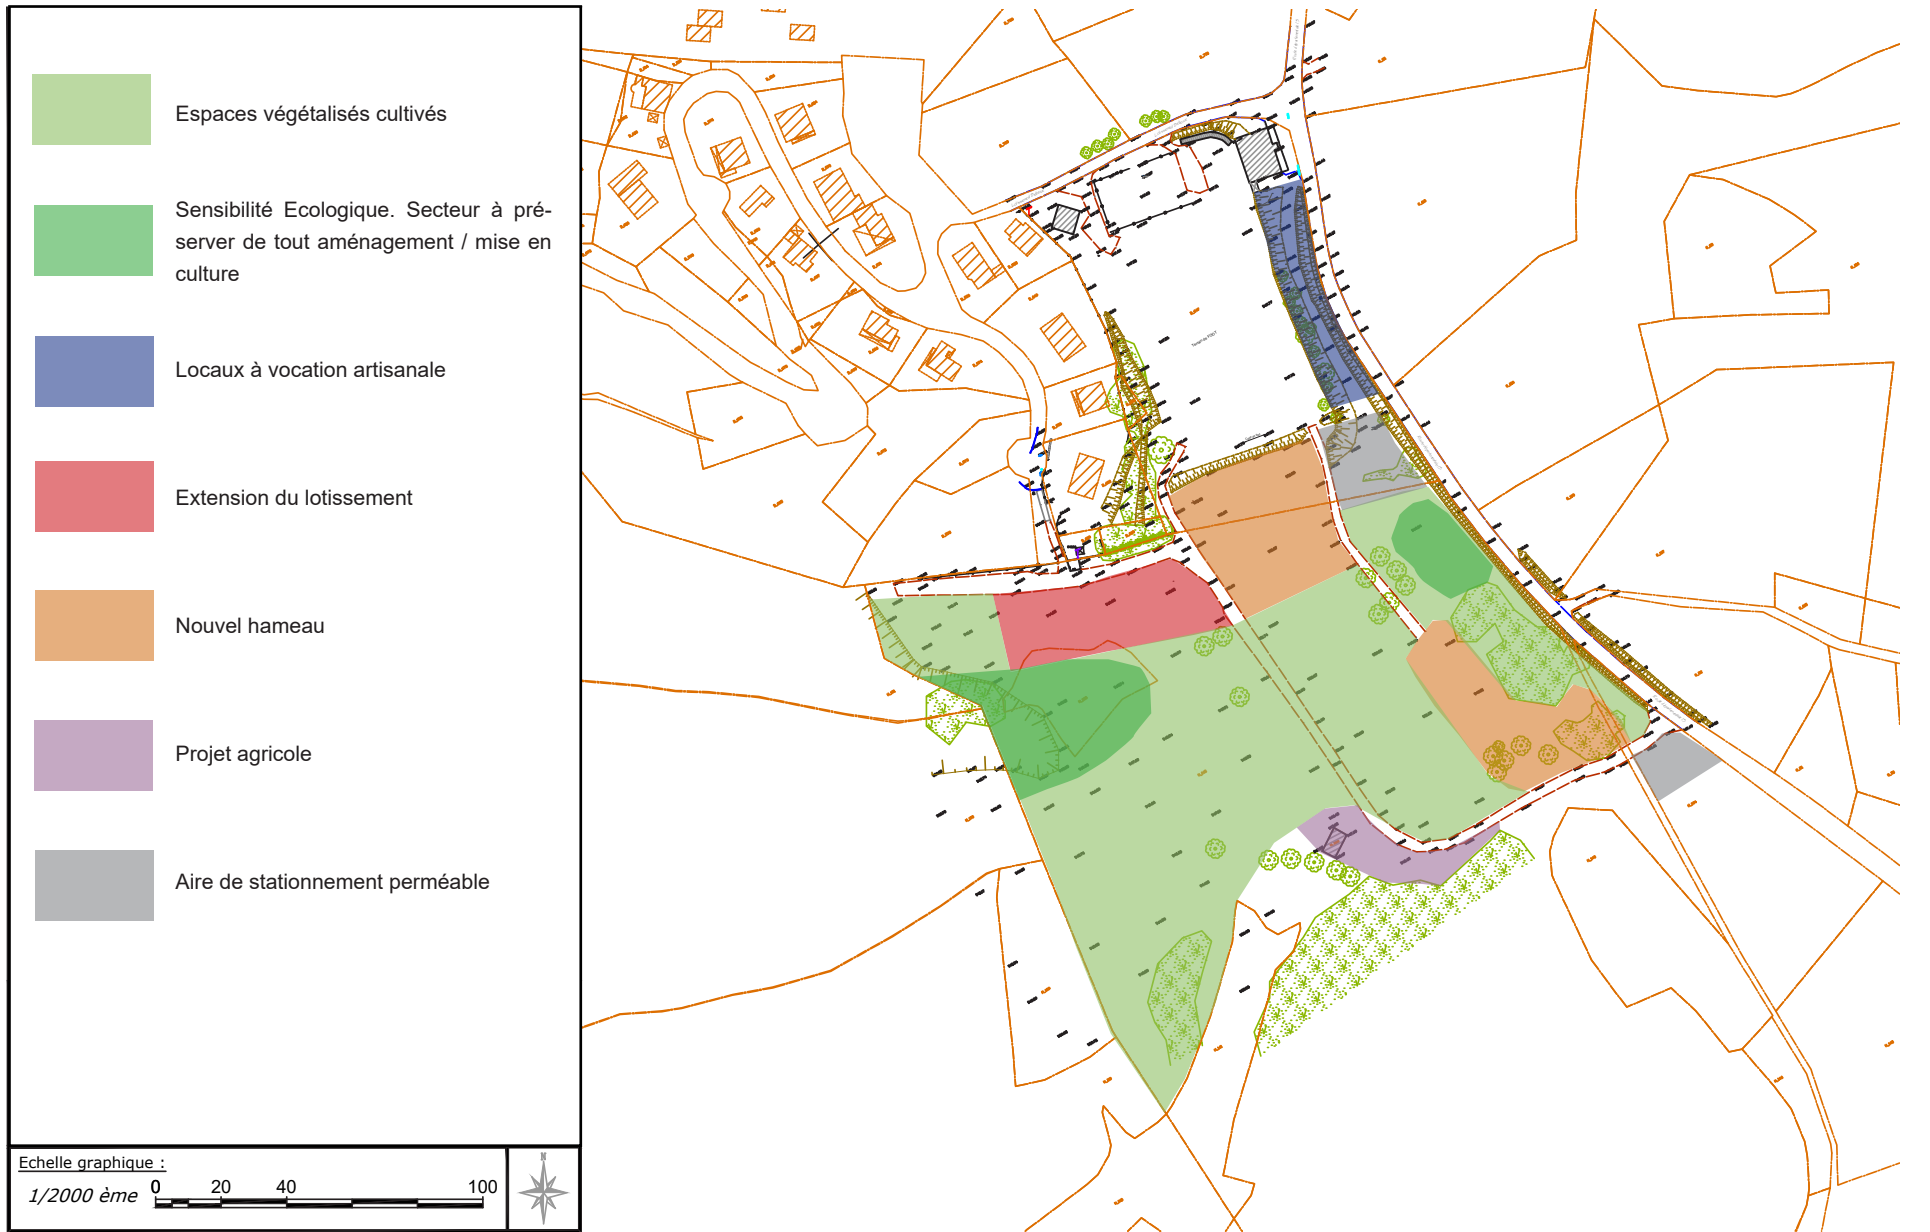 Espaces végétalisés cultivés
Sensibilité Ecologique. Secteur à pré-
server de tout aménagement / mise en
culture
Locaux à vocation artisanale
Extension du lotissement
Nouvel hameau
Projet agricole
Aire de stationnement perméable
Echelle graphique :
1/2000 ème
0 20 40 100
N